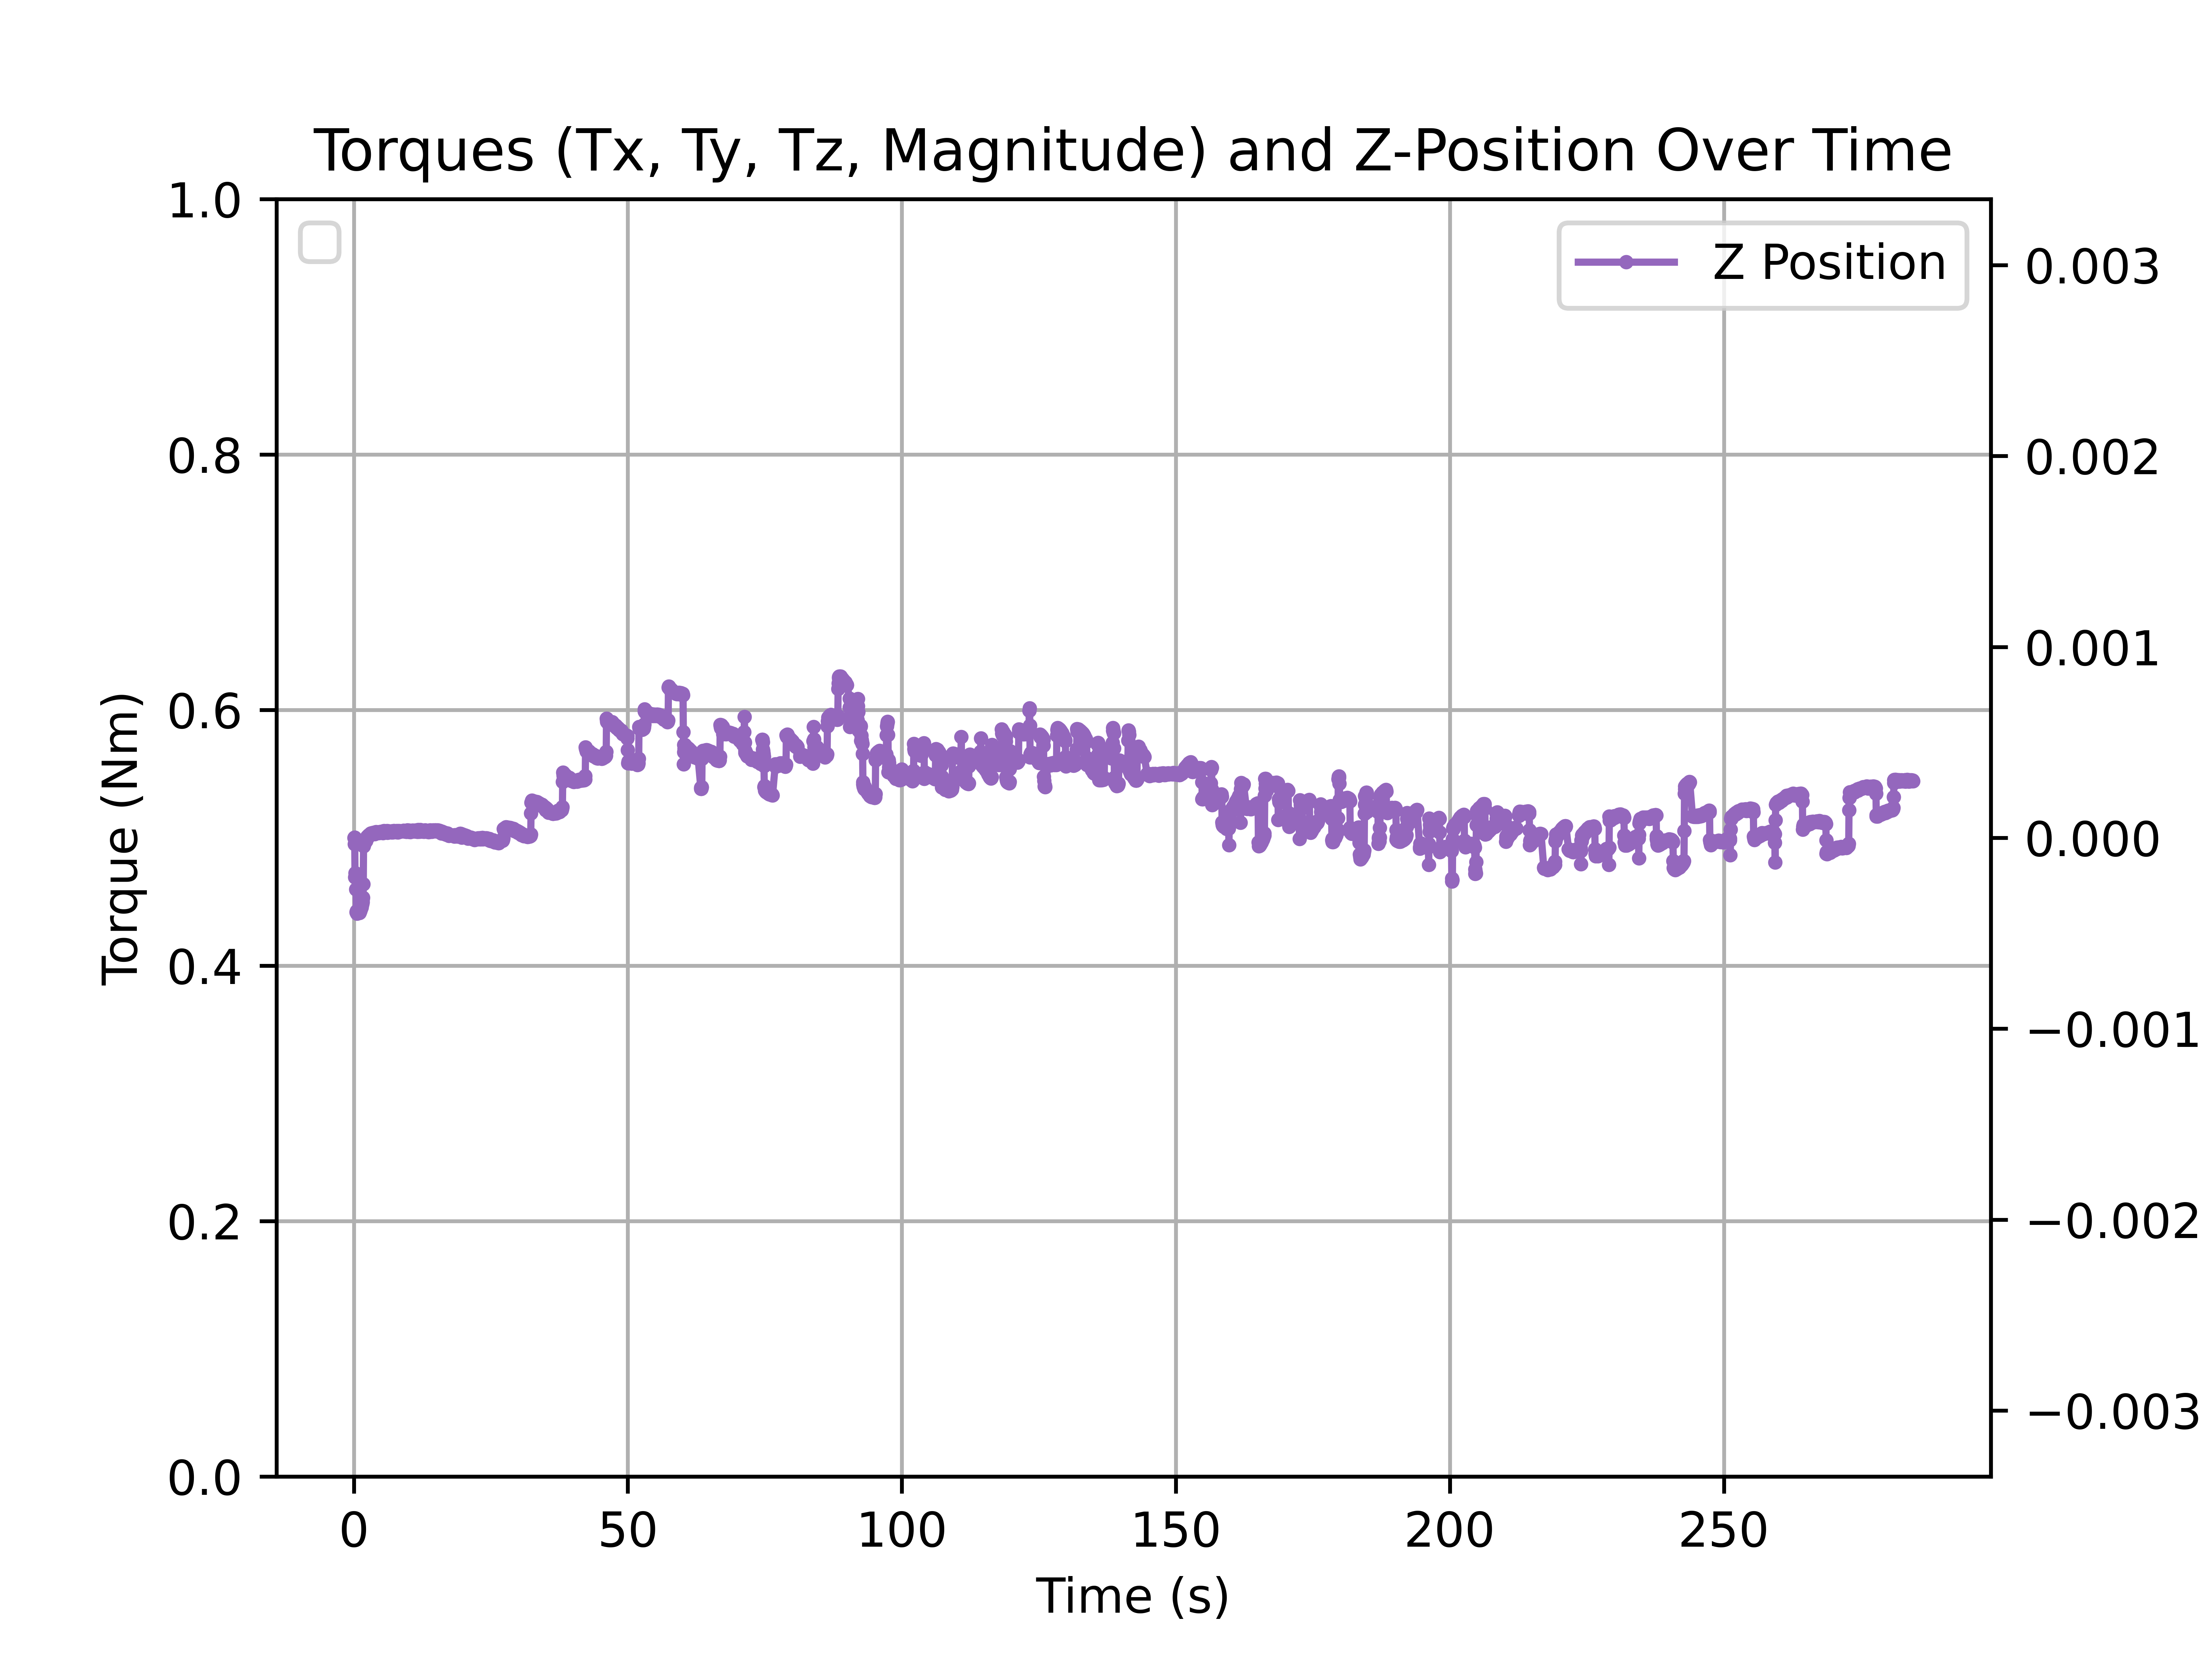 Torques (Tx, Ty, Tz, Magnitude) and Z-Position Over Time
Z Position
Torque (Nm)
1.0
0.8
0.6
0.4
0.2
0.0
0.003
0.002
0.001
0.000
−0.001
−0.002
−0.003
0 50 100 150 200 250
Time (s)